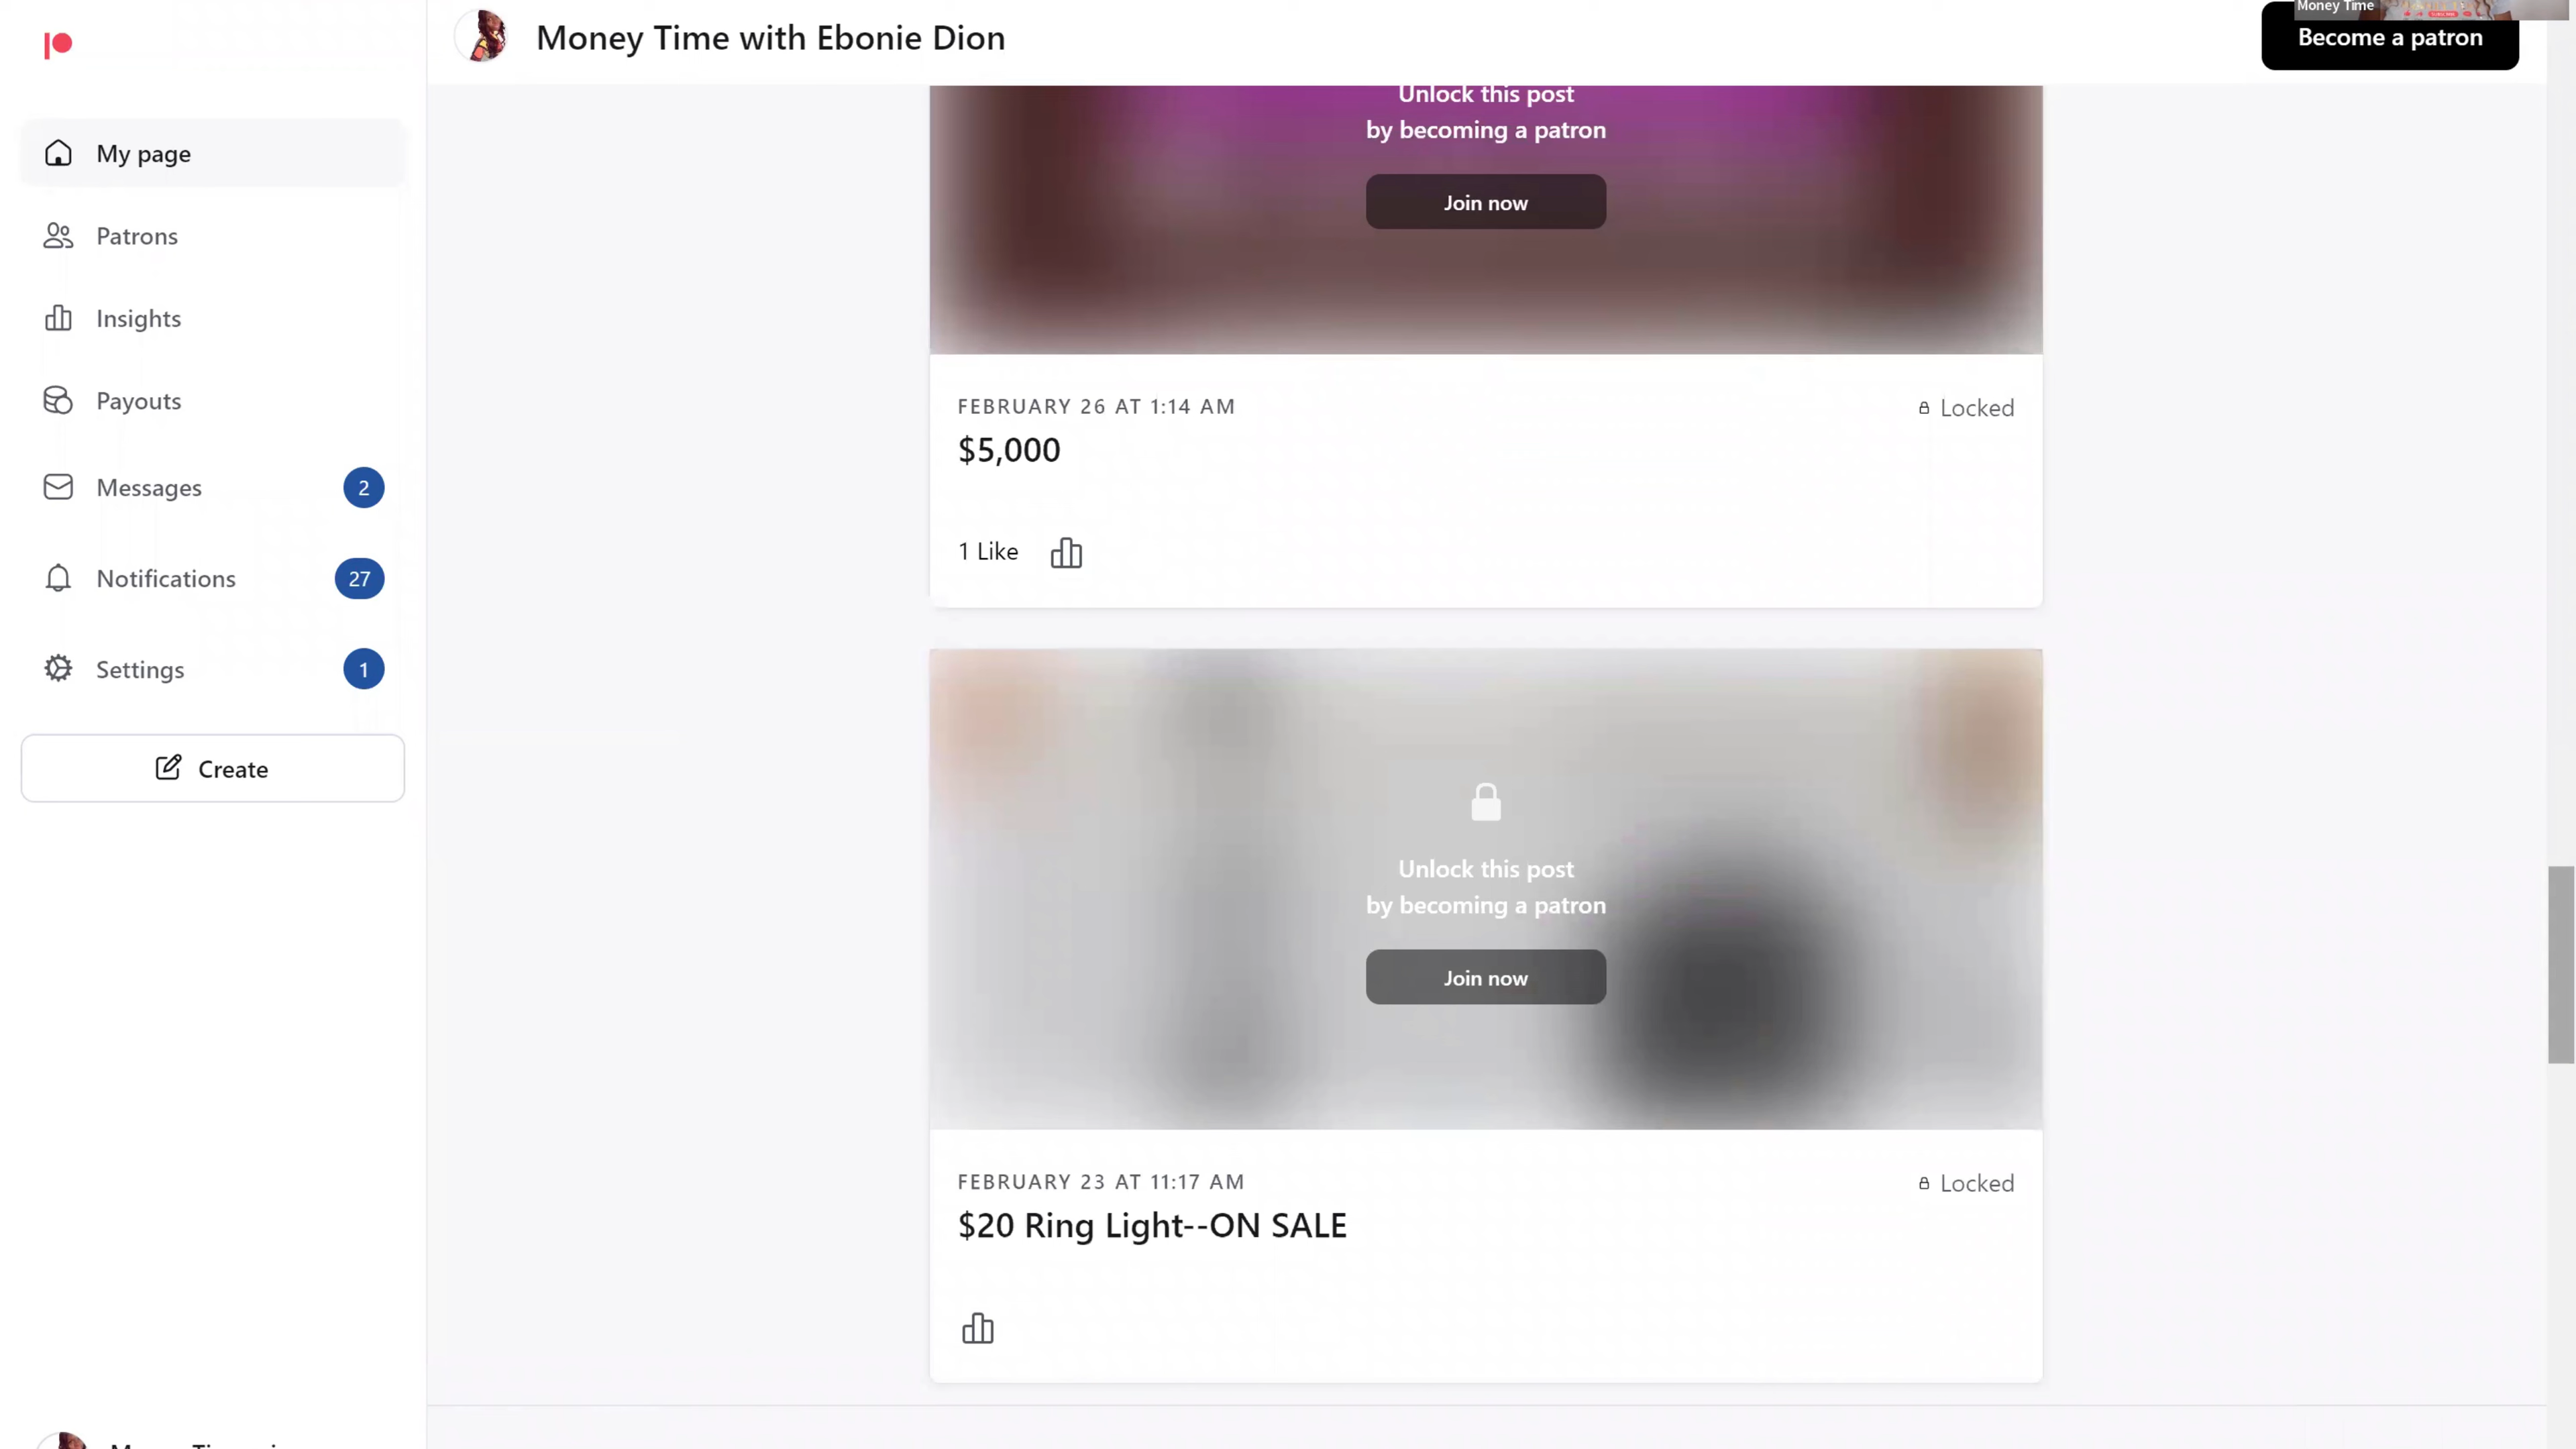 Money Time
Money Time with Ebonie Dion
Become a patron
My page
Patrons
Insights
Payouts
Messages
2
Notifications
27
Settings
1
Create
Unlock this post
by becoming a patron
Join now
FEBRUARY 26 AT 1:14 AM
Locked
$5,000
1 Like
Unlock this post
by becoming a patron
Join now
FEBRUARY 23 AT 11:17 AM
Locked
$20 Ring Light--ON SALE